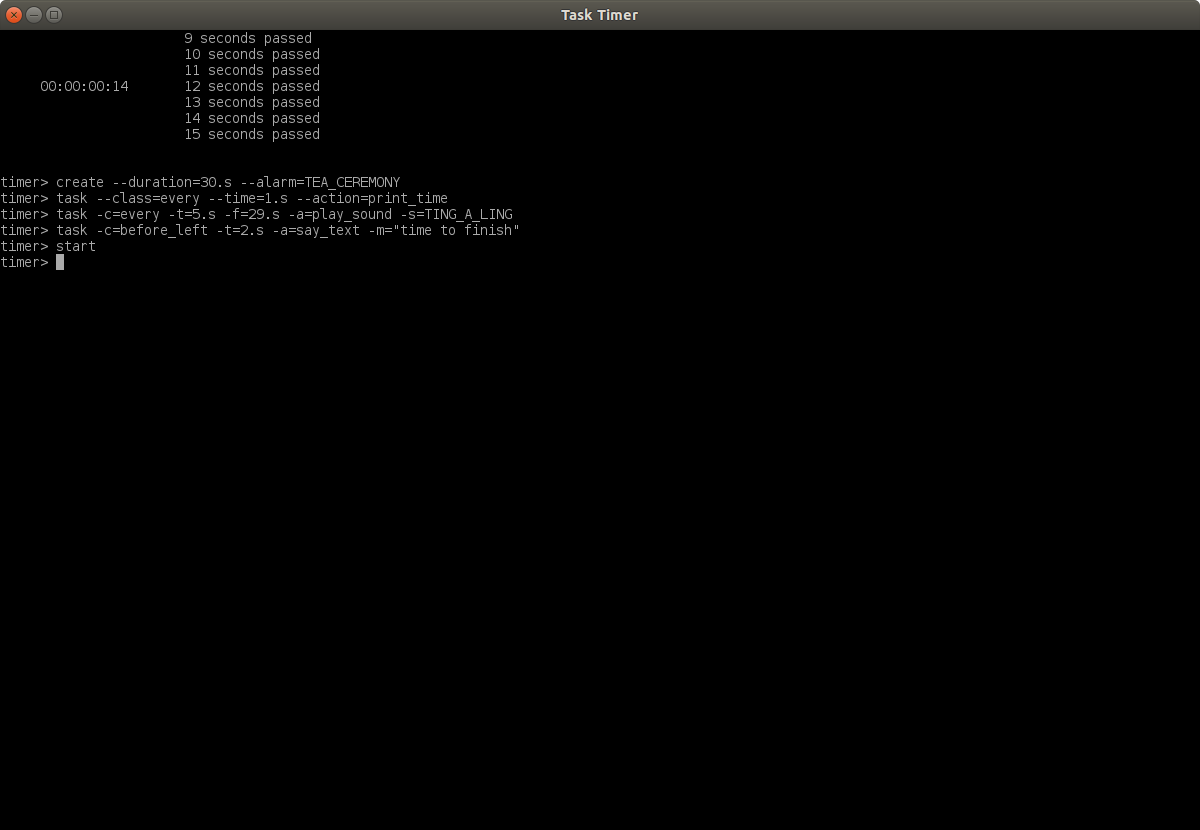 Task Timer
9 seconds passed
10 seconds passed
11 seconds passed
00:00:00:14 12 seconds passed
13 seconds passed
14 seconds passed
15 seconds passed
timer> create --duration=30.s --alarm=TEA_CEREMONY
timer> task --class=every --time=1.s --action=print_time
timer> task -c=every -t=5.s -f=29.s -a=play_sound -s=TING_A_LING
timer> task -c=before_left -t=2.s -a=say_text -m="time to finish"
timer> start
timer>